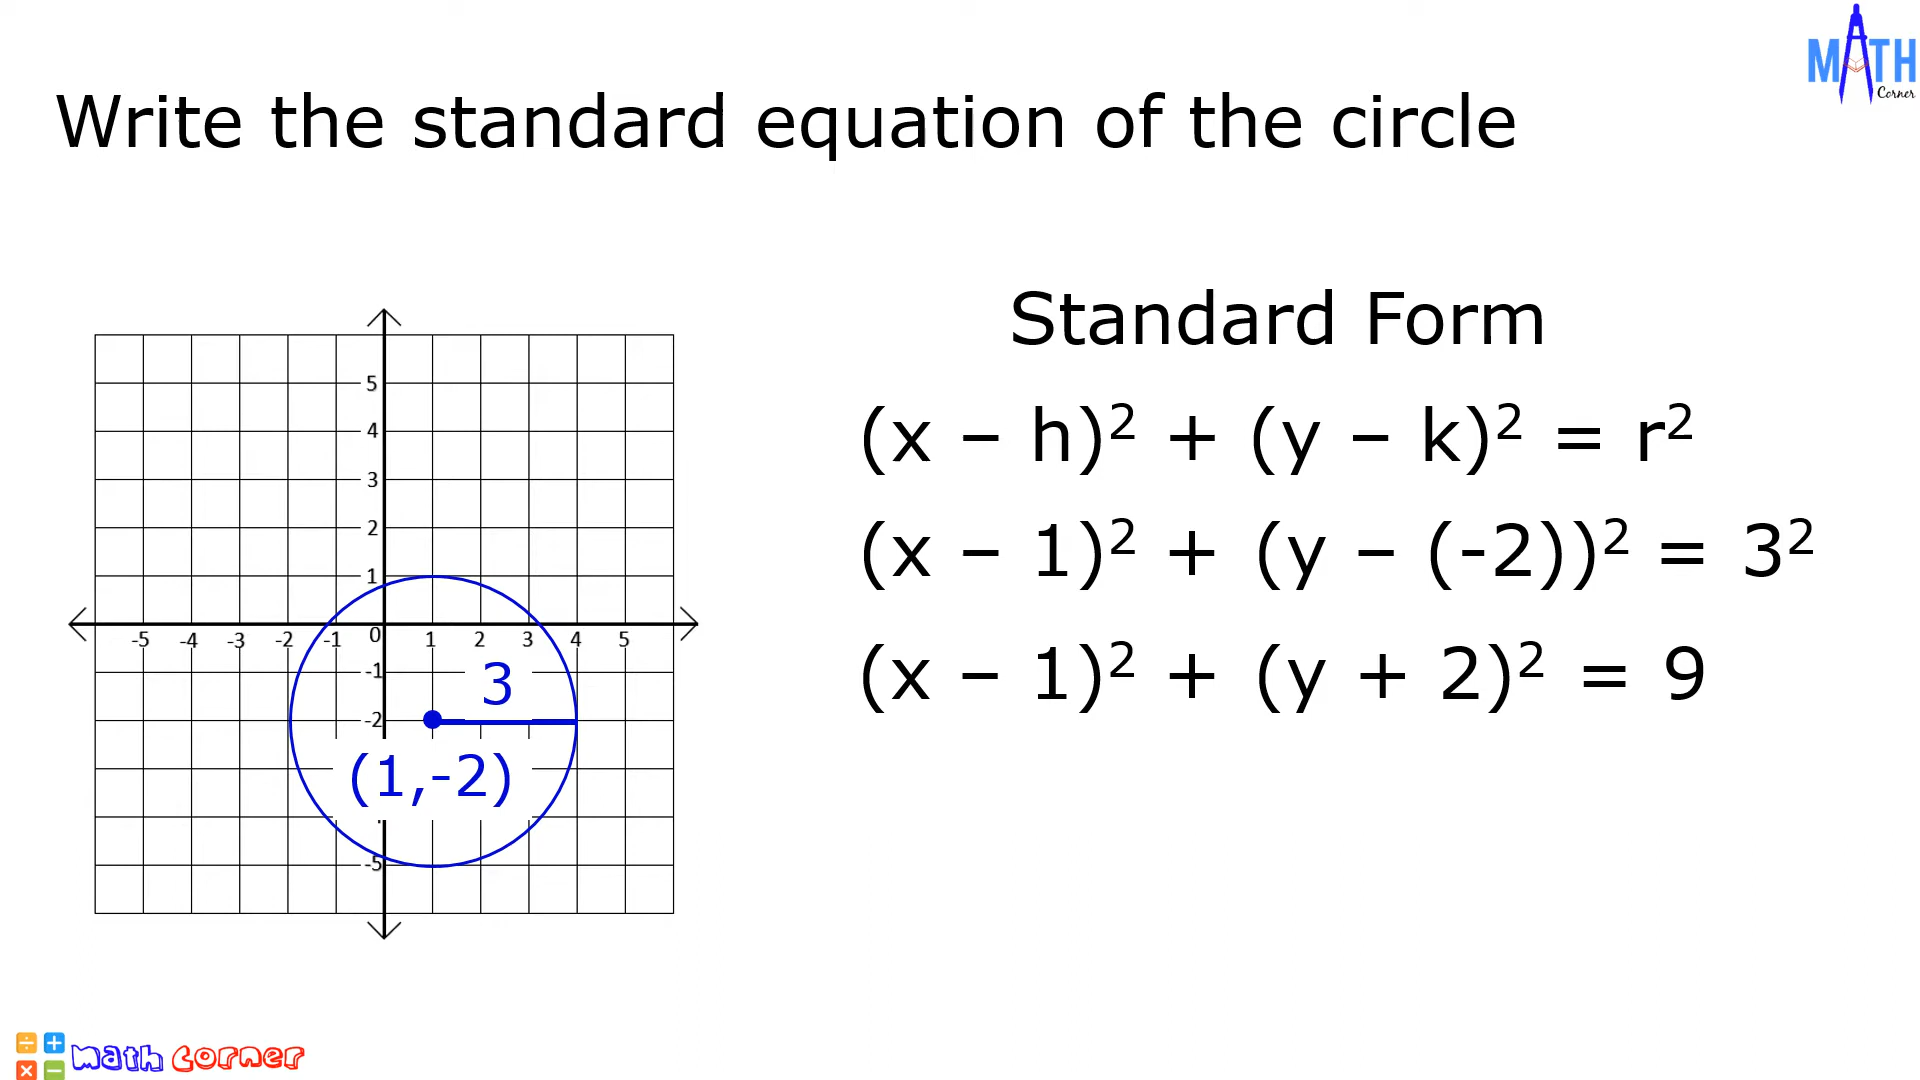 MATH
Corner
Write the standard equation of the circle
Standard Form
(x – h)² + (y – k)² = r²
(x – 1)² + (y – (-2))² = 3²
(x – 1)² + (y + 2)² = 9
5
4
3
2
1
-5 -4 -3 -2 -1 0 1 2 3 4 5
-1
3
-2
(1,-2)
-5
÷ +
× −
math corner